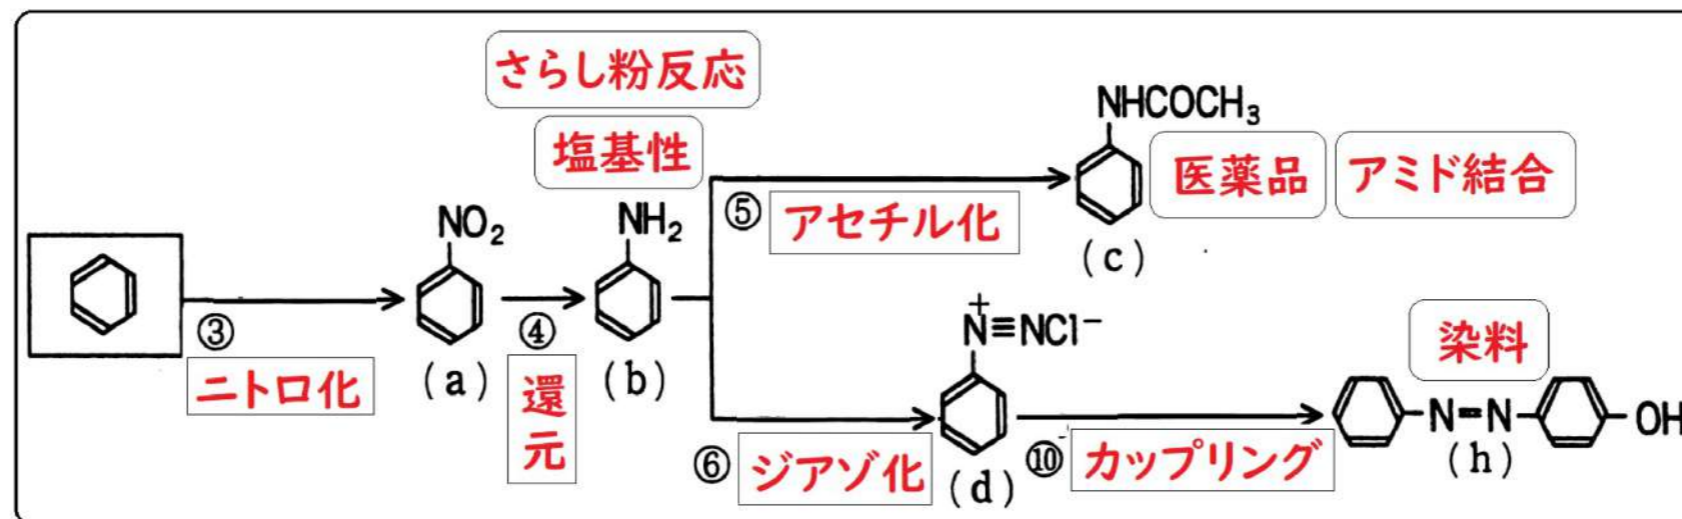 さらし粉反応
塩基性
NHCOCH₃
医薬品 アミド結合
(c)
⑤ アセチル化
NO₂
NH₂
③ ニトロ化
(a)
④ 還元
(b)
N⁺≡NCl⁻
⑥ ジアゾ化
(d)
⑩ カップリング
染料
N=N
OH
(h)